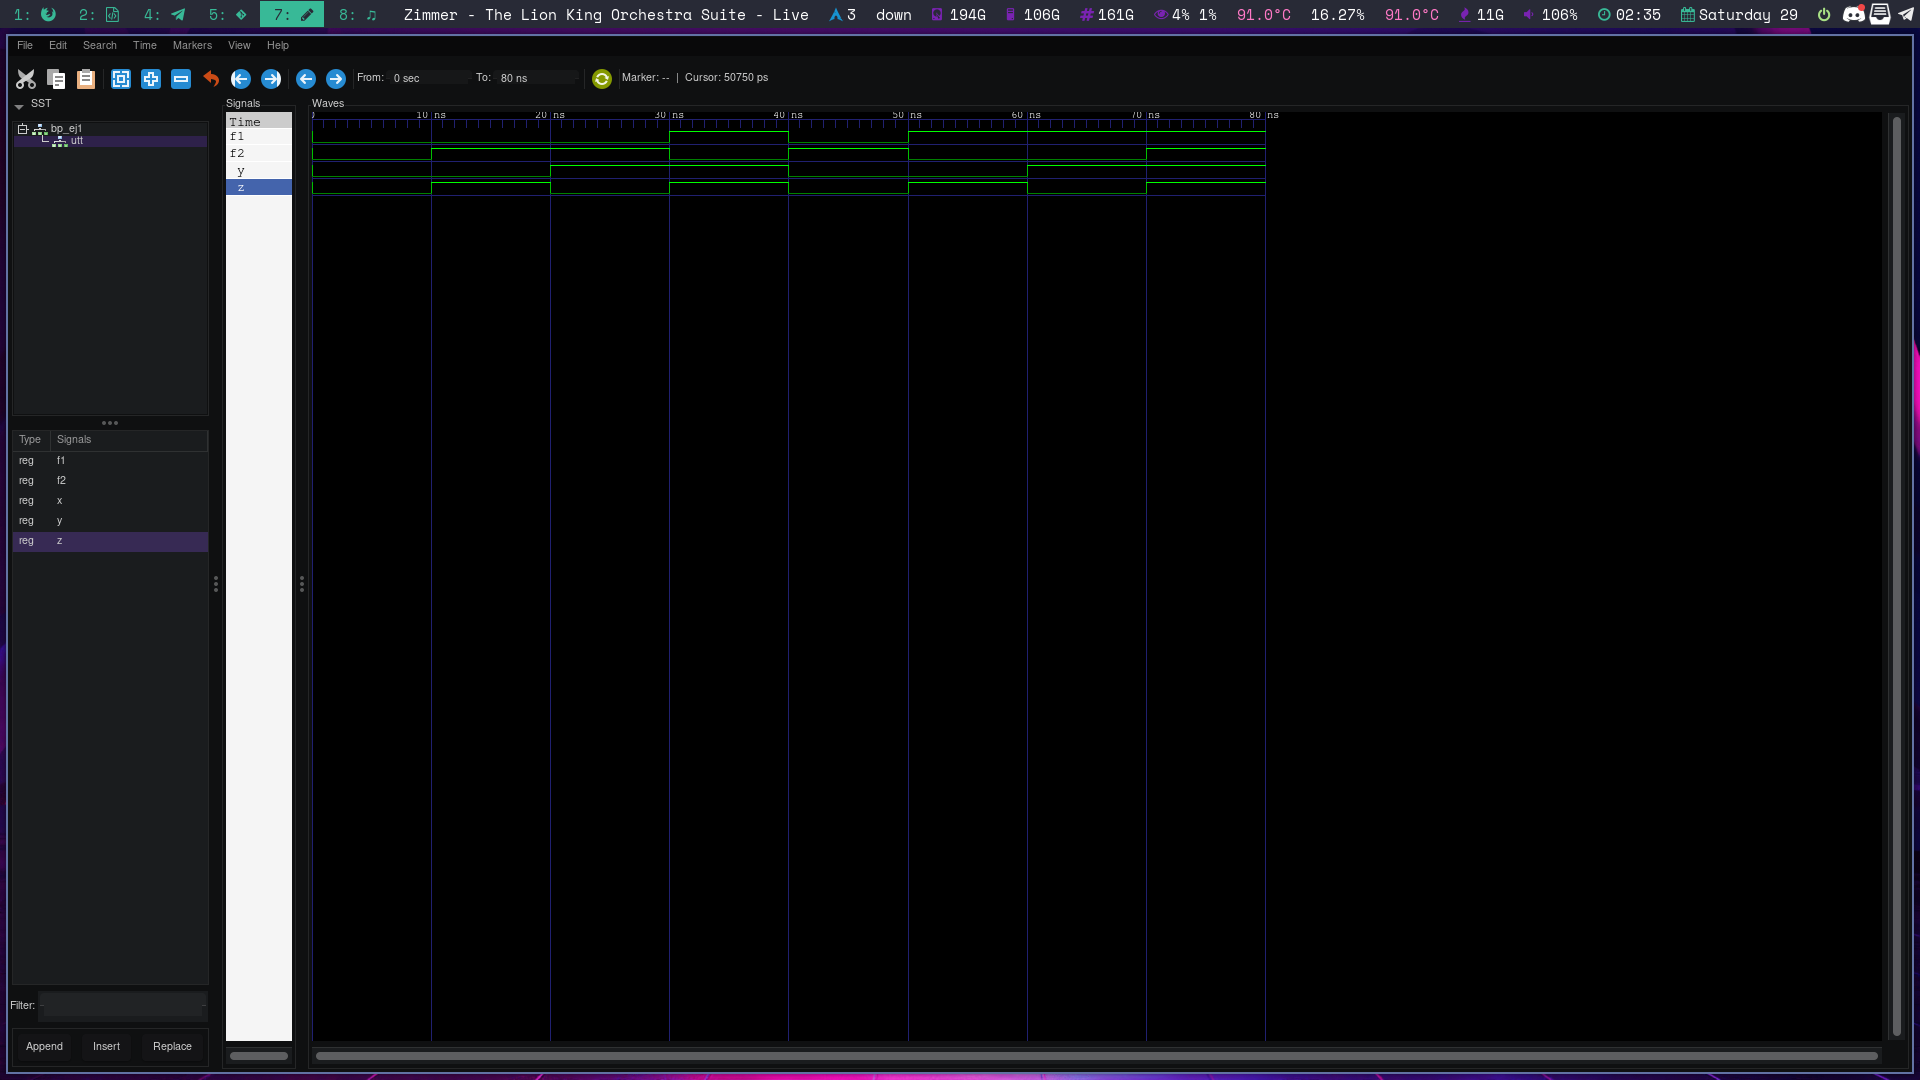 1: 2: 4: 5: 7: 8: ♫ Zimmer - The Lion King Orchestra Suite - Live 3 down 194G 106G 161G 4% 1% 91.0°C 16.27% 91.0°C 11G 106% 02:35 Saturday 29
File Edit Search Time Markers View Help
From: 0 sec To: 80 ns Marker: -- | Cursor: 50750 ps
SST
bp_ej1
utt
Type Signals
reg f1
reg f2
reg x
reg y
reg z
Filter:
Append Insert Replace
Signals
Time
f1
f2
y
z
Waves
0 10 ns 20 ns 30 ns 40 ns 50 ns 60 ns 70 ns 80 ns